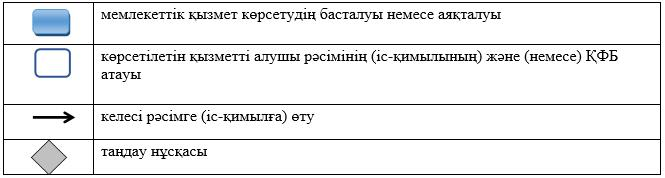 мемлекеттік қызмет көрсетудің басталуы немесе аяқталуы
көрсетілетін қызметті алушы рәсімінің (іс-қимылының) және (немесе) ҚФБ
атауы
келесі рәсімге (іс-қимылға) өту
таңдау нұсқасы